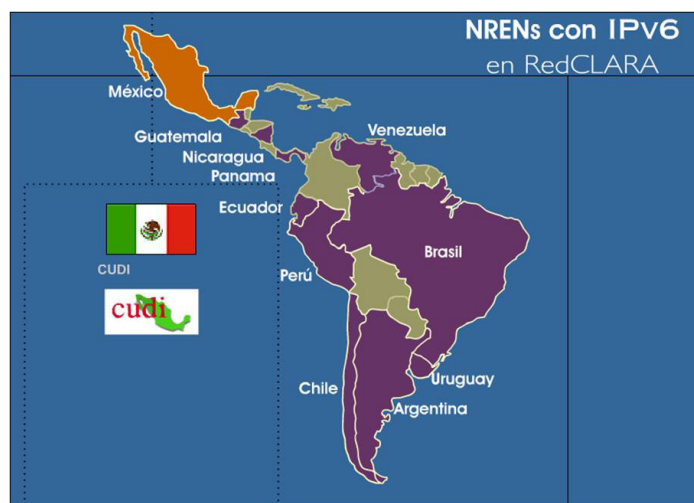 NRENs con IPv6
en RedCLARA
México
Guatemala
Nicaragua
Panama
Venezuela
Ecuador
Brasil
Perú
Chile
Uruguay
Argentina
CUDI
cudi